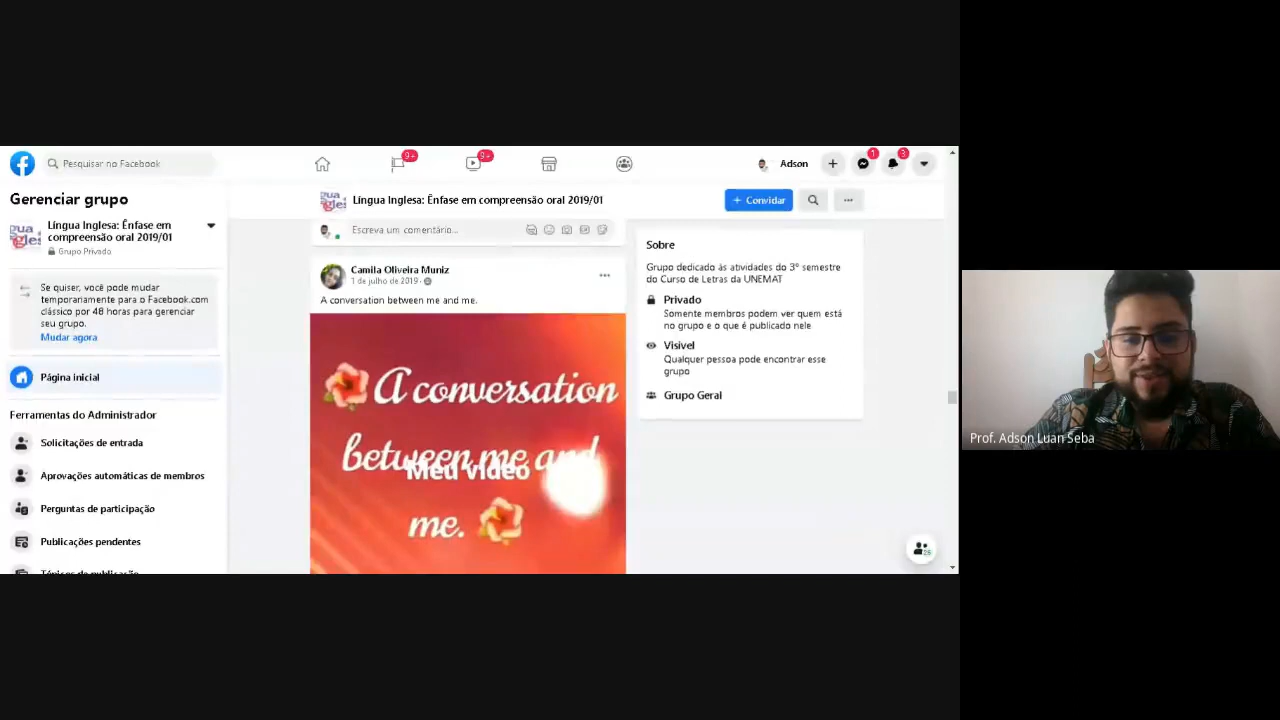 Pesquisar no Facebook
9+
9+
Adson
1
3
Gerenciar grupo
Língua Inglesa: Ênfase em
compreensão oral 2019/01
Grupo Privado
Se quiser, você pode mudar
temporariamente para o Facebook.com
clássico por 48 horas para gerenciar
seu grupo.
Mudar agora
Página inicial
Ferramentas do Administrador
Solicitações de entrada
Aprovações automáticas de membros
Perguntas de participação
Publicações pendentes
Tópicos de publicação
Língua Inglesa: Ênfase em compreensão oral 2019/01
+ Convidar
Escreva um comentário...
Camila Oliveira Muniz
1 de julho de 2019
A conversation between me and me.
A conversation
between me and
Meu vídeo
me.
Sobre
Grupo dedicado às atividades do 3º semestre
do Curso de Letras da UNEMAT
Privado
Somente membros podem ver quem está
no grupo e o que é publicado nele
Visível
Qualquer pessoa pode encontrar esse
grupo
Grupo Geral
Prof. Adson Luan Seba